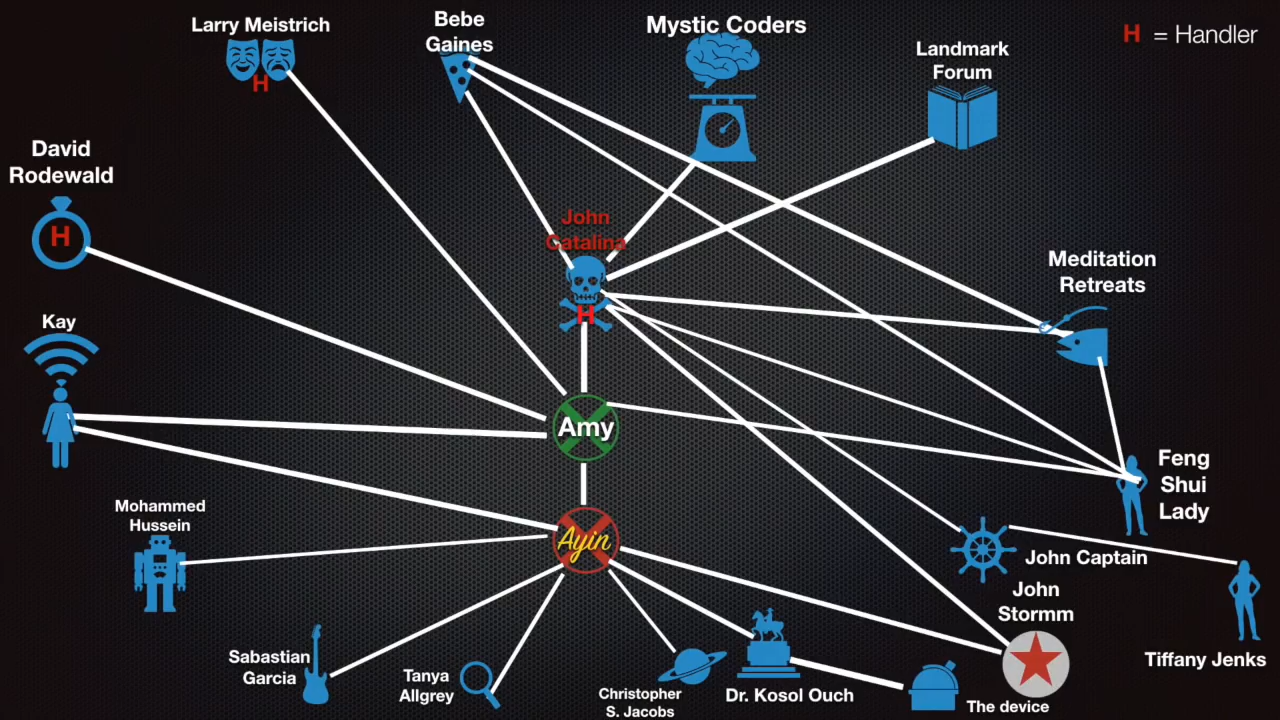 Larry Meistrich
H
Bebe
Gaines
Mystic Coders
Landmark
Forum
H = Handler
David
Rodewald
H
John
Catalina
H
Meditation
Retreats
Kay
Amy
Feng
Shui
Lady
Mohammed
Hussein
Ayin
John Captain
John
Stormm
Sabastian
Garcia
Tanya
Allgrey
Christopher
S. Jacobs
Dr. Kosol Ouch
The device
Tiffany Jenks